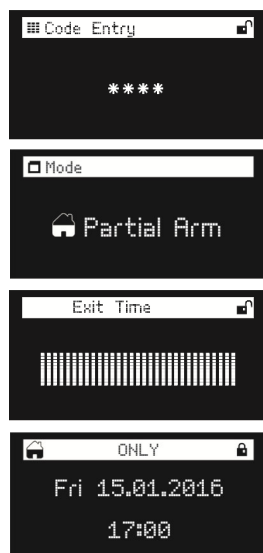 Code Entry
****
Mode
Partial Arm
Exit Time
ONLY
Fri 15.01.2016
17:00